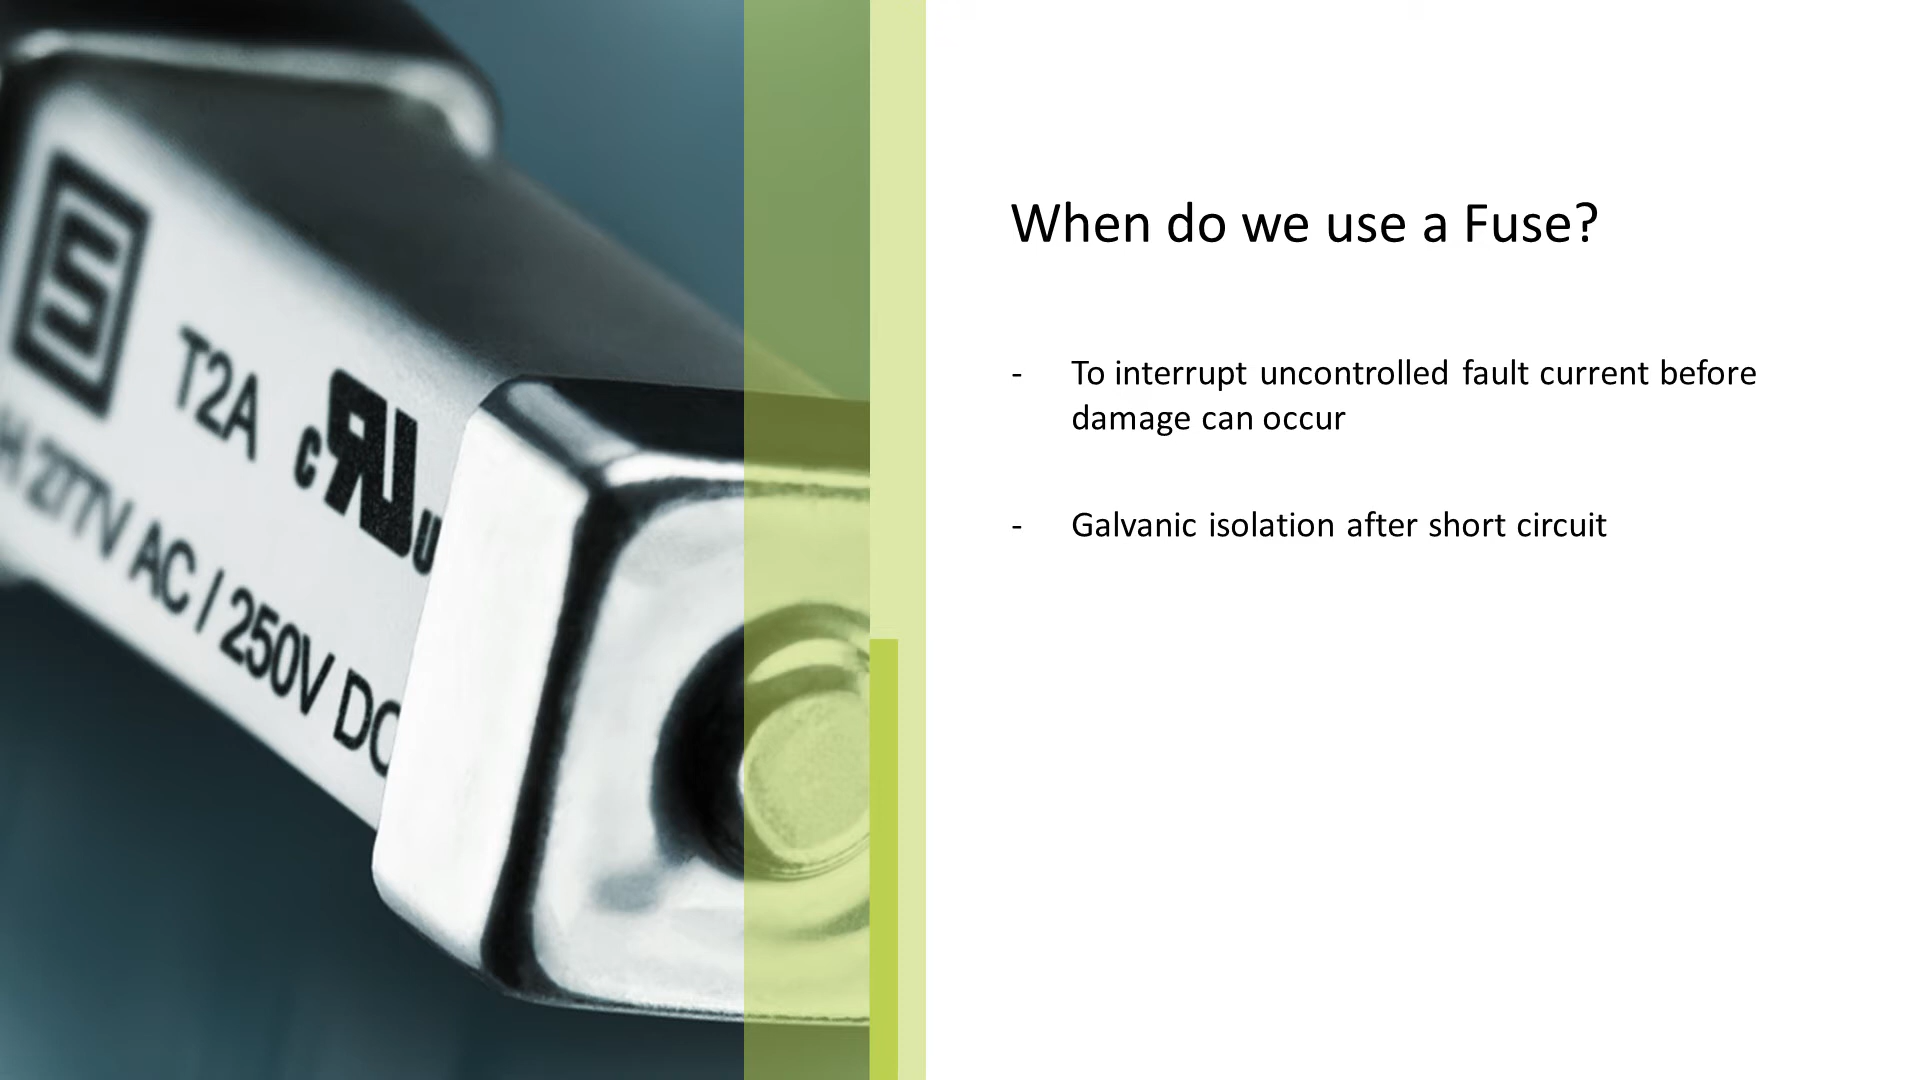 T2A
277V AC / 250V DC
When do we use a Fuse?
- To interrupt uncontrolled fault current before
damage can occur
- Galvanic isolation after short circuit